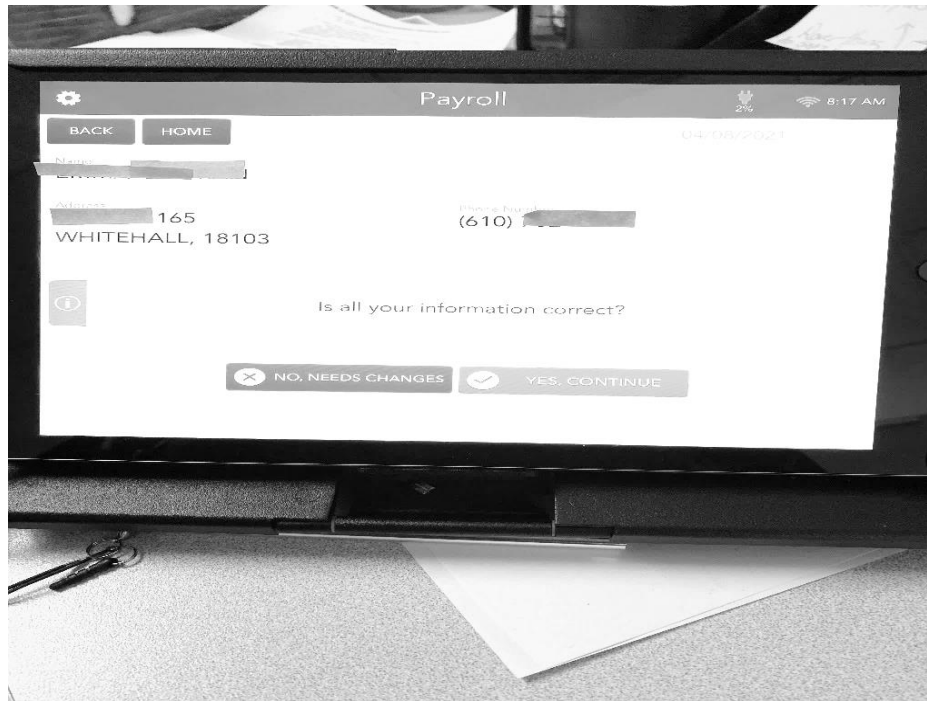 Payroll
2%
8:17 AM
BACK
HOME
04/08/2021
Name
Address
165
WHITEHALL, 18103
Phone Number
(610)
Is all your information correct?
NO, NEEDS CHANGES
YES, CONTINUE